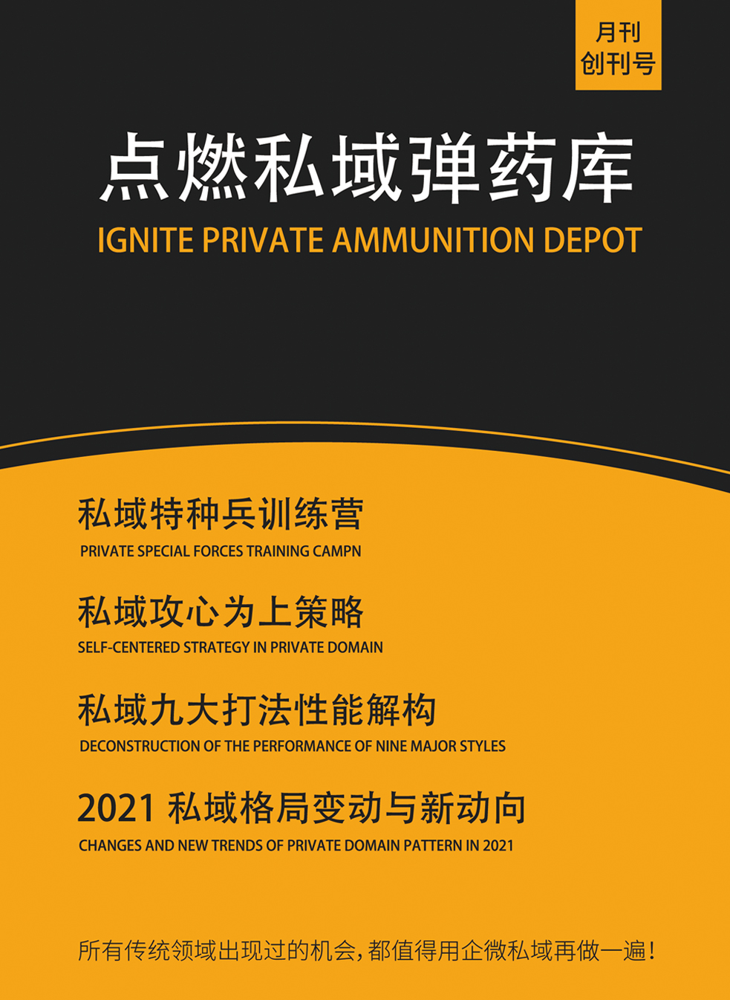 月刊
创刊号
点燃私域弹药库
IGNITE PRIVATE AMMUNITION DEPOT
私域特种兵训练营
PRIVATE SPECIAL FORCES TRAINING CAMPN
私域攻心为上策略
SELF-CENTERED STRATEGY IN PRIVATE DOMAIN
私域九大打法性能解构
DECONSTRUCTION OF THE PERFORMANCE OF NINE MAJOR STYLES
2021 私域格局变动与新动向
CHANGES AND NEW TRENDS OF PRIVATE DOMAIN PATTERN IN 2021
所有传统领域出现过的机会，都值得用企微私域再做一遍！